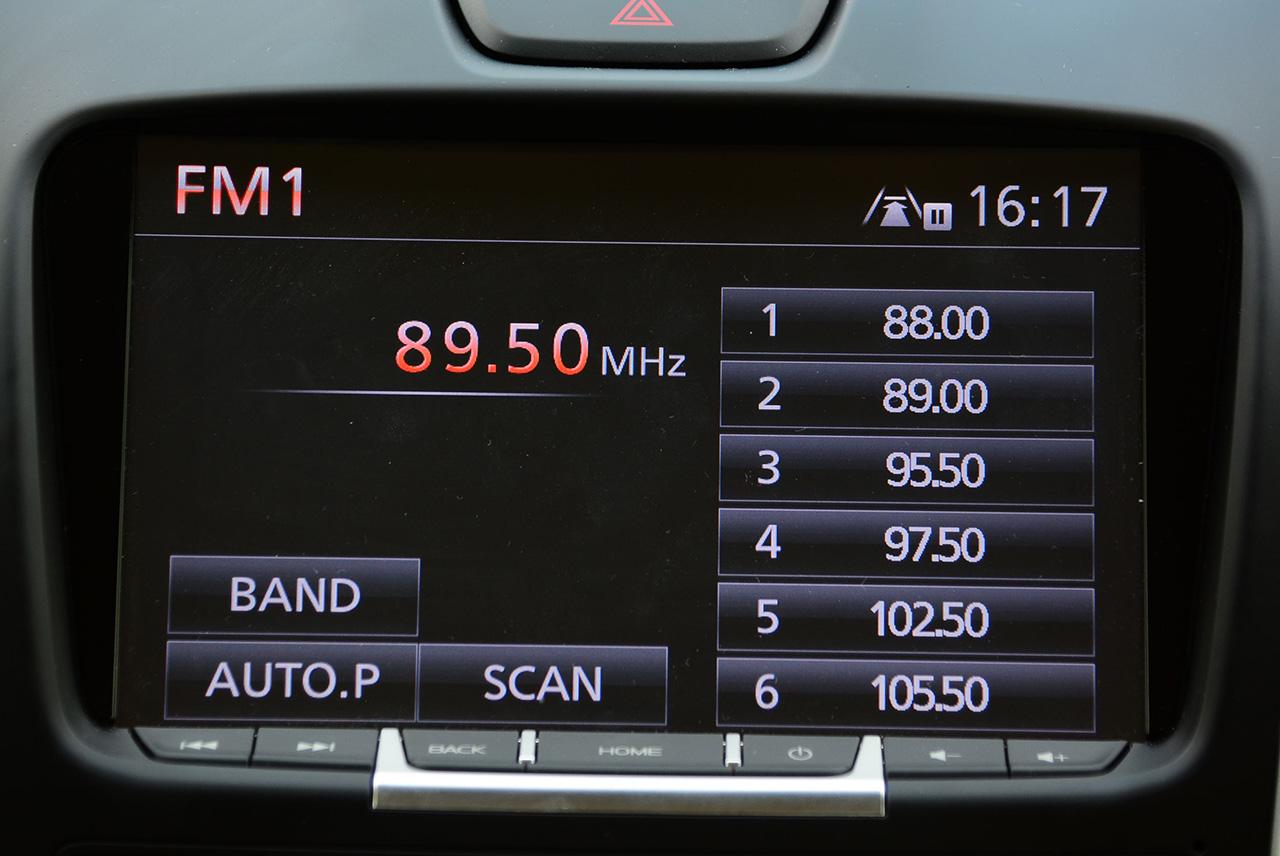 FM1
16:17
89.50 MHz
1 88.00
2 89.00
3 95.50
4 97.50
5 102.50
6 105.50
BAND
AUTO.P SCAN
BACK HOME